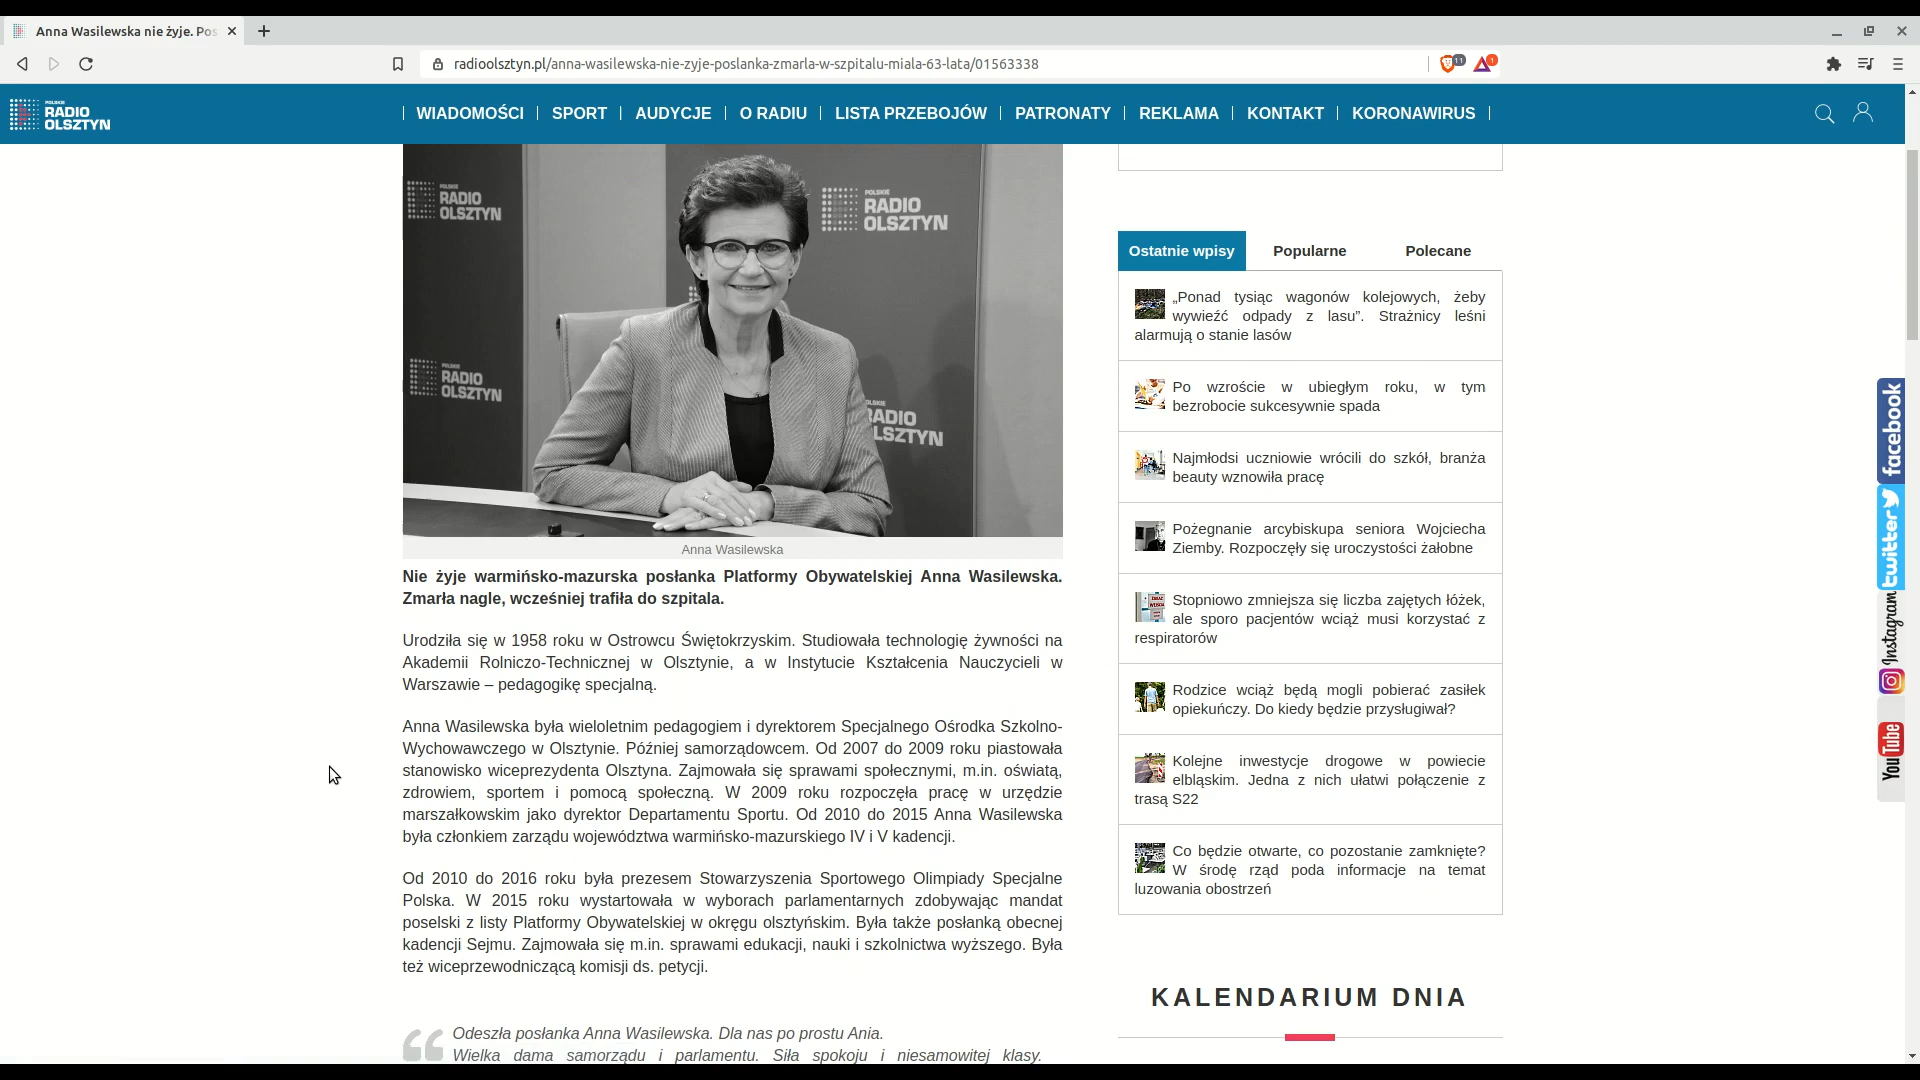 Anna Wasilewska nie żyje. Pos
radioolsztyn.pl/anna-wasilewska-nie-zyje-poslanka-zmarla-w-szpitalu-miala-63-lata/01563338
11
1
POLSKIE
RADIO
OLSZTYN
WIADOMOŚCI
SPORT
AUDYCJE
O RADIU
LISTA PRZEBOJÓW
PATRONATY
REKLAMA
KONTAKT
KORONAWIRUS
POLSKIE
RADIO
OLSZTYN
POLSKIE
RADIO
OLSZTYN
POLSKIE
RADIO
OLSZTYN
POLSKIE
RADIO
OLSZTYN
Anna Wasilewska
Nie żyje warmińsko-mazurska posłanka Platformy Obywatelskiej Anna Wasilewska.
Zmarła nagle, wcześniej trafiła do szpitala.
Urodziła się w 1958 roku w Ostrowcu Świętokrzyskim. Studiowała technologię żywności na
Akademii Rolniczo-Technicznej w Olsztynie, a w Instytucie Kształcenia Nauczycieli w
Warszawie – pedagogikę specjalną.
Anna Wasilewska była wieloletnim pedagogiem i dyrektorem Specjalnego Ośrodka Szkolno-
Wychowawczego w Olsztynie. Później samorządowcem. Od 2007 do 2009 roku piastowała
stanowisko wiceprezydenta Olsztyna. Zajmowała się sprawami społecznymi, m.in. oświatą,
zdrowiem, sportem i pomocą społeczną. W 2009 roku rozpoczęła pracę w urzędzie
marszałkowskim jako dyrektor Departamentu Sportu. Od 2010 do 2015 Anna Wasilewska
była członkiem zarządu województwa warmińsko-mazurskiego IV i V kadencji.
Od 2010 do 2016 roku była prezesem Stowarzyszenia Sportowego Olimpiady Specjalne
Polska. W 2015 roku wystartowała w wyborach parlamentarnych zdobywając mandat
poselski z listy Platformy Obywatelskiej w okręgu olsztyńskim. Była także posłanką obecnej
kadencji Sejmu. Zajmowała się m.in. sprawami edukacji, nauki i szkolnictwa wyższego. Była
też wiceprzewodniczącą komisji ds. petycji.
Odeszła posłanka Anna Wasilewska. Dla nas po prostu Ania.
Wielka dama samorządu i parlamentu. Siła spokoju i niesamowitej klasy.
Ostatnie wpisy
Popularne
Polecane
„Ponad tysiąc wagonów kolejowych, żeby
wywieźć odpady z lasu”. Strażnicy leśni
alarmują o stanie lasów
Po wzroście w ubiegłym roku, w tym
bezrobocie sukcesywnie spada
Najmłodsi uczniowie wrócili do szkół, branża
beauty wznowiła pracę
Pożegnanie arcybiskupa seniora Wojciecha
Ziemby. Rozpoczęły się uroczystości żałobne
Stopniowo zmniejsza się liczba zajętych łóżek,
ale sporo pacjentów wciąż musi korzystać z
respiratorów
Rodzice wciąż będą mogli pobierać zasiłek
opiekuńczy. Do kiedy będzie przysługiwał?
Kolejne inwestycje drogowe w powiecie
elbląskim. Jedna z nich ułatwi połączenie z
trasą S22
Co będzie otwarte, co pozostanie zamknięte?
W środę rząd poda informacje na temat
luzowania obostrzeń
KALENDARIUM DNIA
facebook
twitter
Instagram
YouTube